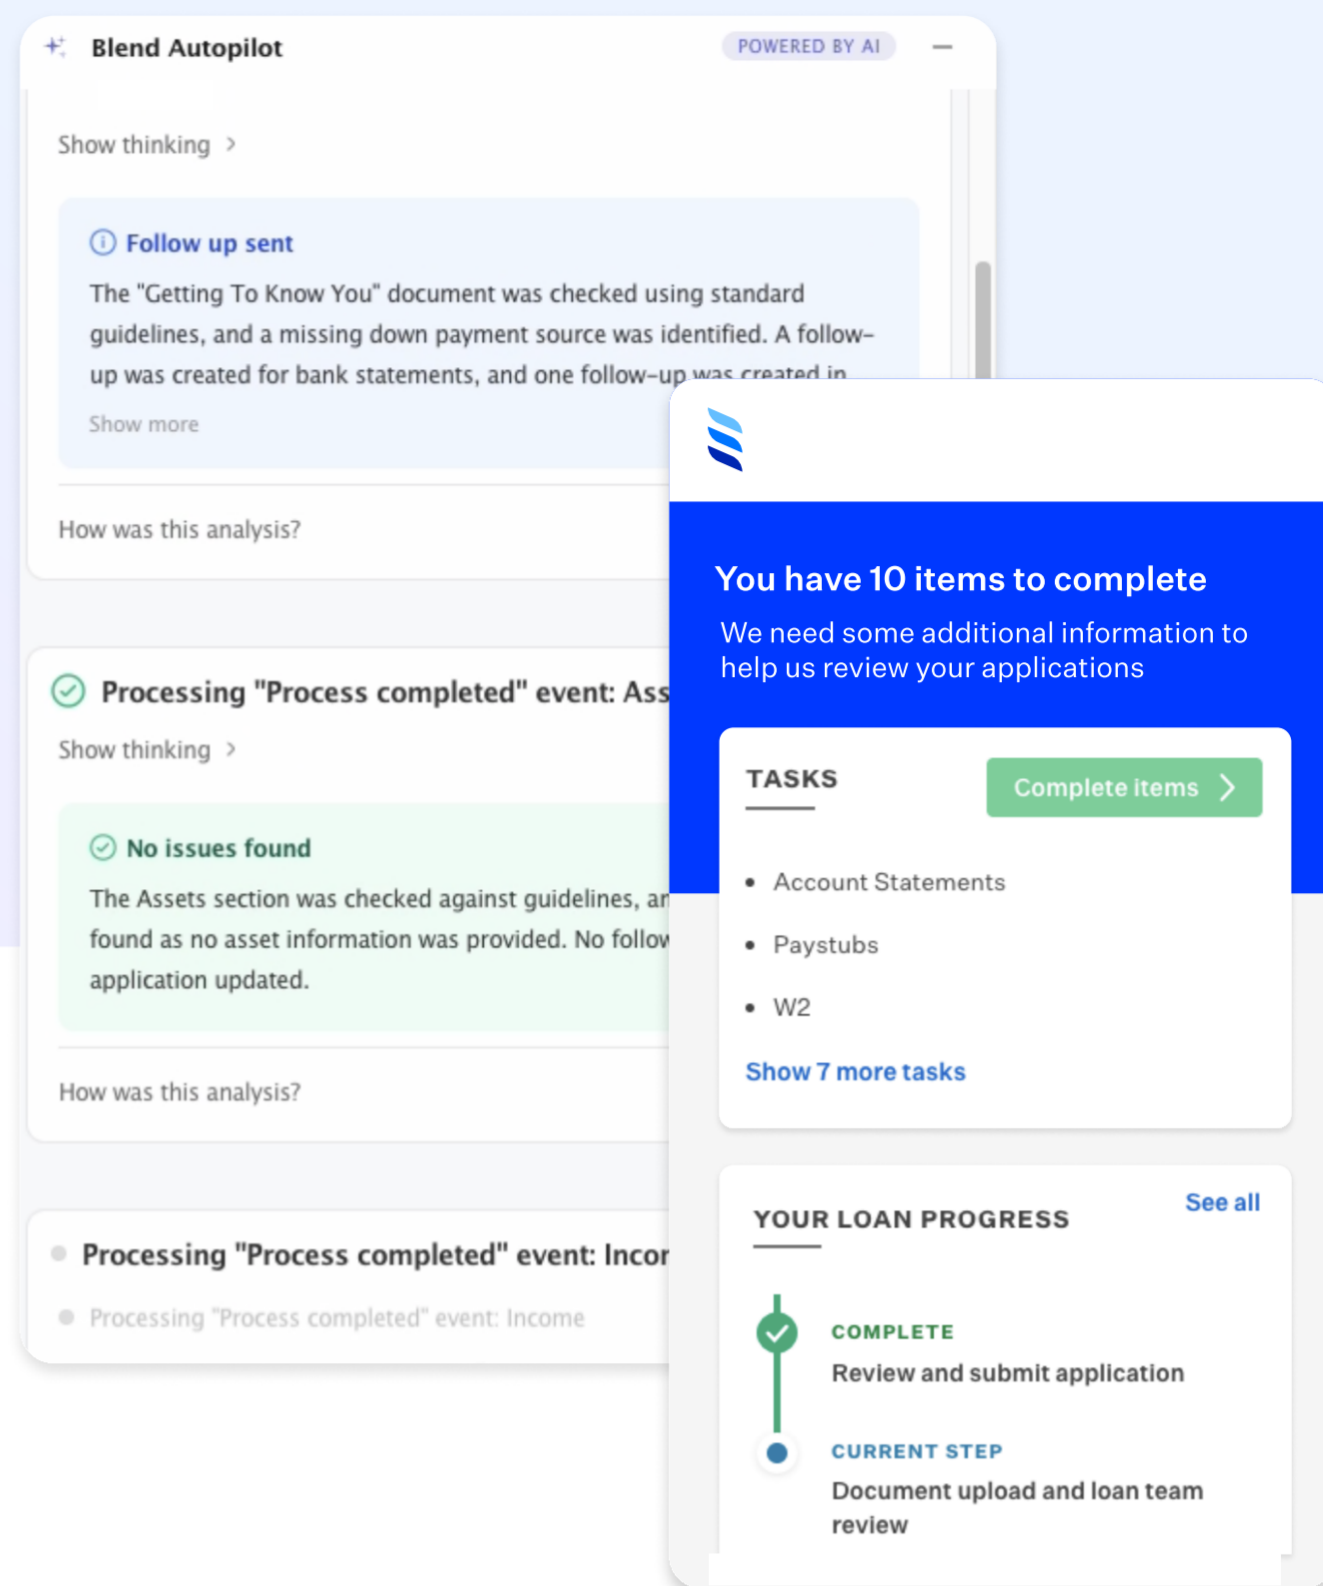 Blend Autopilot
POWERED BY AI
Show thinking
Follow up sent
The "Getting To Know You" document was checked using standard
guidelines, and a missing down payment source was identified. A follow-
up was created for bank statements, and one follow-up was created in
Show more
How was this analysis?
Processing "Process completed" event: Ass
Show thinking
No issues found
The Assets section was checked against guidelines, an
found as no asset information was provided. No follow
application updated.
How was this analysis?
Processing "Process completed" event: Incor
Processing "Process completed" event: Income
You have 10 items to complete
We need some additional information to
help us review your applications
TASKS
Complete items
• Account Statements
• Paystubs
• W2
Show 7 more tasks
YOUR LOAN PROGRESS
See all
COMPLETE
Review and submit application
CURRENT STEP
Document upload and loan team
review